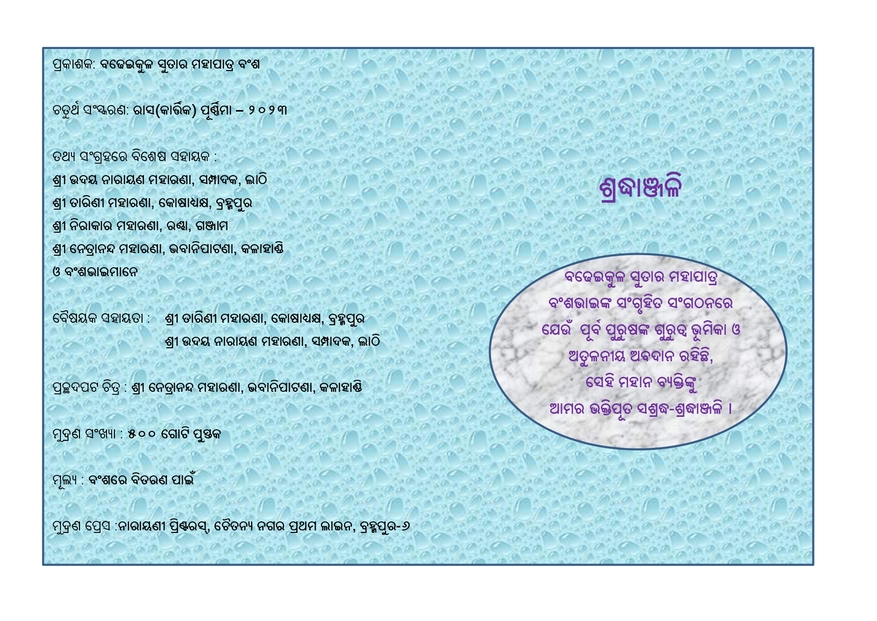 ପ୍ରକାଶକ: ବଢେଇକୁଳ ସୁତାର ମହାପାତ୍ର ବଂଶ
ଚତୁର୍ଥ ସଂସ୍କରଣ: ରାସ(କାର୍ତ୍ତିକ) ପୂର୍ଣ୍ଣିମା – ୨୦୨୩
ତଥ୍ୟ ସଂଗ୍ରହରେ ବିଶେଷ ସହାୟକ :
ଶ୍ରୀ ଉଦୟ ନାରାୟଣ ମହାରଣା, ସମ୍ପାଦକ, ଲାଠି
ଶ୍ରୀ ତାରିଣୀ ମହାରଣା, କୋଷାଧ୍ୟକ୍ଷ, ବ୍ରହ୍ମପୁର
ଶ୍ରୀ ନିରାକାର ମହାରଣା, ରଣ୍ଢା, ଗଞ୍ଜାମ
ଶ୍ରୀ ନେତ୍ରାନନ୍ଦ ମହାରଣା, ଭବାନିପାଟଣା, କଳାହାଣ୍ଡି
ଓ ବଂଶଭାଇମାନେ
ବୈଷୟକ ସହାୟତା : ଶ୍ରୀ ତାରିଣୀ ମହାରଣା, କୋଷାଧ୍ୟକ୍ଷ, ବ୍ରହ୍ମପୁର
ଶ୍ରୀ ଉଦୟ ନାରାୟଣ ମହାରଣା, ସମ୍ପାଦକ, ଲାଠି
ପ୍ରଚ୍ଛଦପଟ ଚିତ୍ର : ଶ୍ରୀ ନେତ୍ରାନନ୍ଦ ମହାରଣା, ଭବାନିପାଟଣା, କଳାହାଣ୍ଡି
ମୁଦ୍ରଣ ସଂଖ୍ୟା : ୫୦୦ ଗୋଟି ପୁସ୍ତକ
ମୂଲ୍ୟ : ବଂଶରେ ବିତରଣ ପାଇଁ
ମୁଦ୍ରଣ ପ୍ରେସ :ନାରାୟଣୀ ପ୍ରିଣ୍ଟରସ୍, ଚୈତନ୍ୟ ନଗର ପ୍ରଥମ ଲାଇନ, ବ୍ରହ୍ମପୁର-୬
ଶ୍ରଦ୍ଧାଞ୍ଜଳି
ବଢେଇକୁଳ ସୁତାର ମହାପାତ୍ର
ବଂଶଭାଇଙ୍କ ସଂଗୃହିତ ସଂଗଠନରେ
ଯେଉଁ ପୂର୍ବ ପୁରୁଷଙ୍କ ଗୁରୁତ୍ୱ ଭୂମିକା ଓ
ଅତୁଳନୀୟ ଅବଦାନ ରହିଛି,
ସେହି ମହାନ ବ୍ୟକ୍ତିଙ୍କୁ
ଆମର ଭକ୍ତିପୂତ ସଶ୍ରଦ୍ଧ-ଶ୍ରଦ୍ଧାଞ୍ଜଳି ।